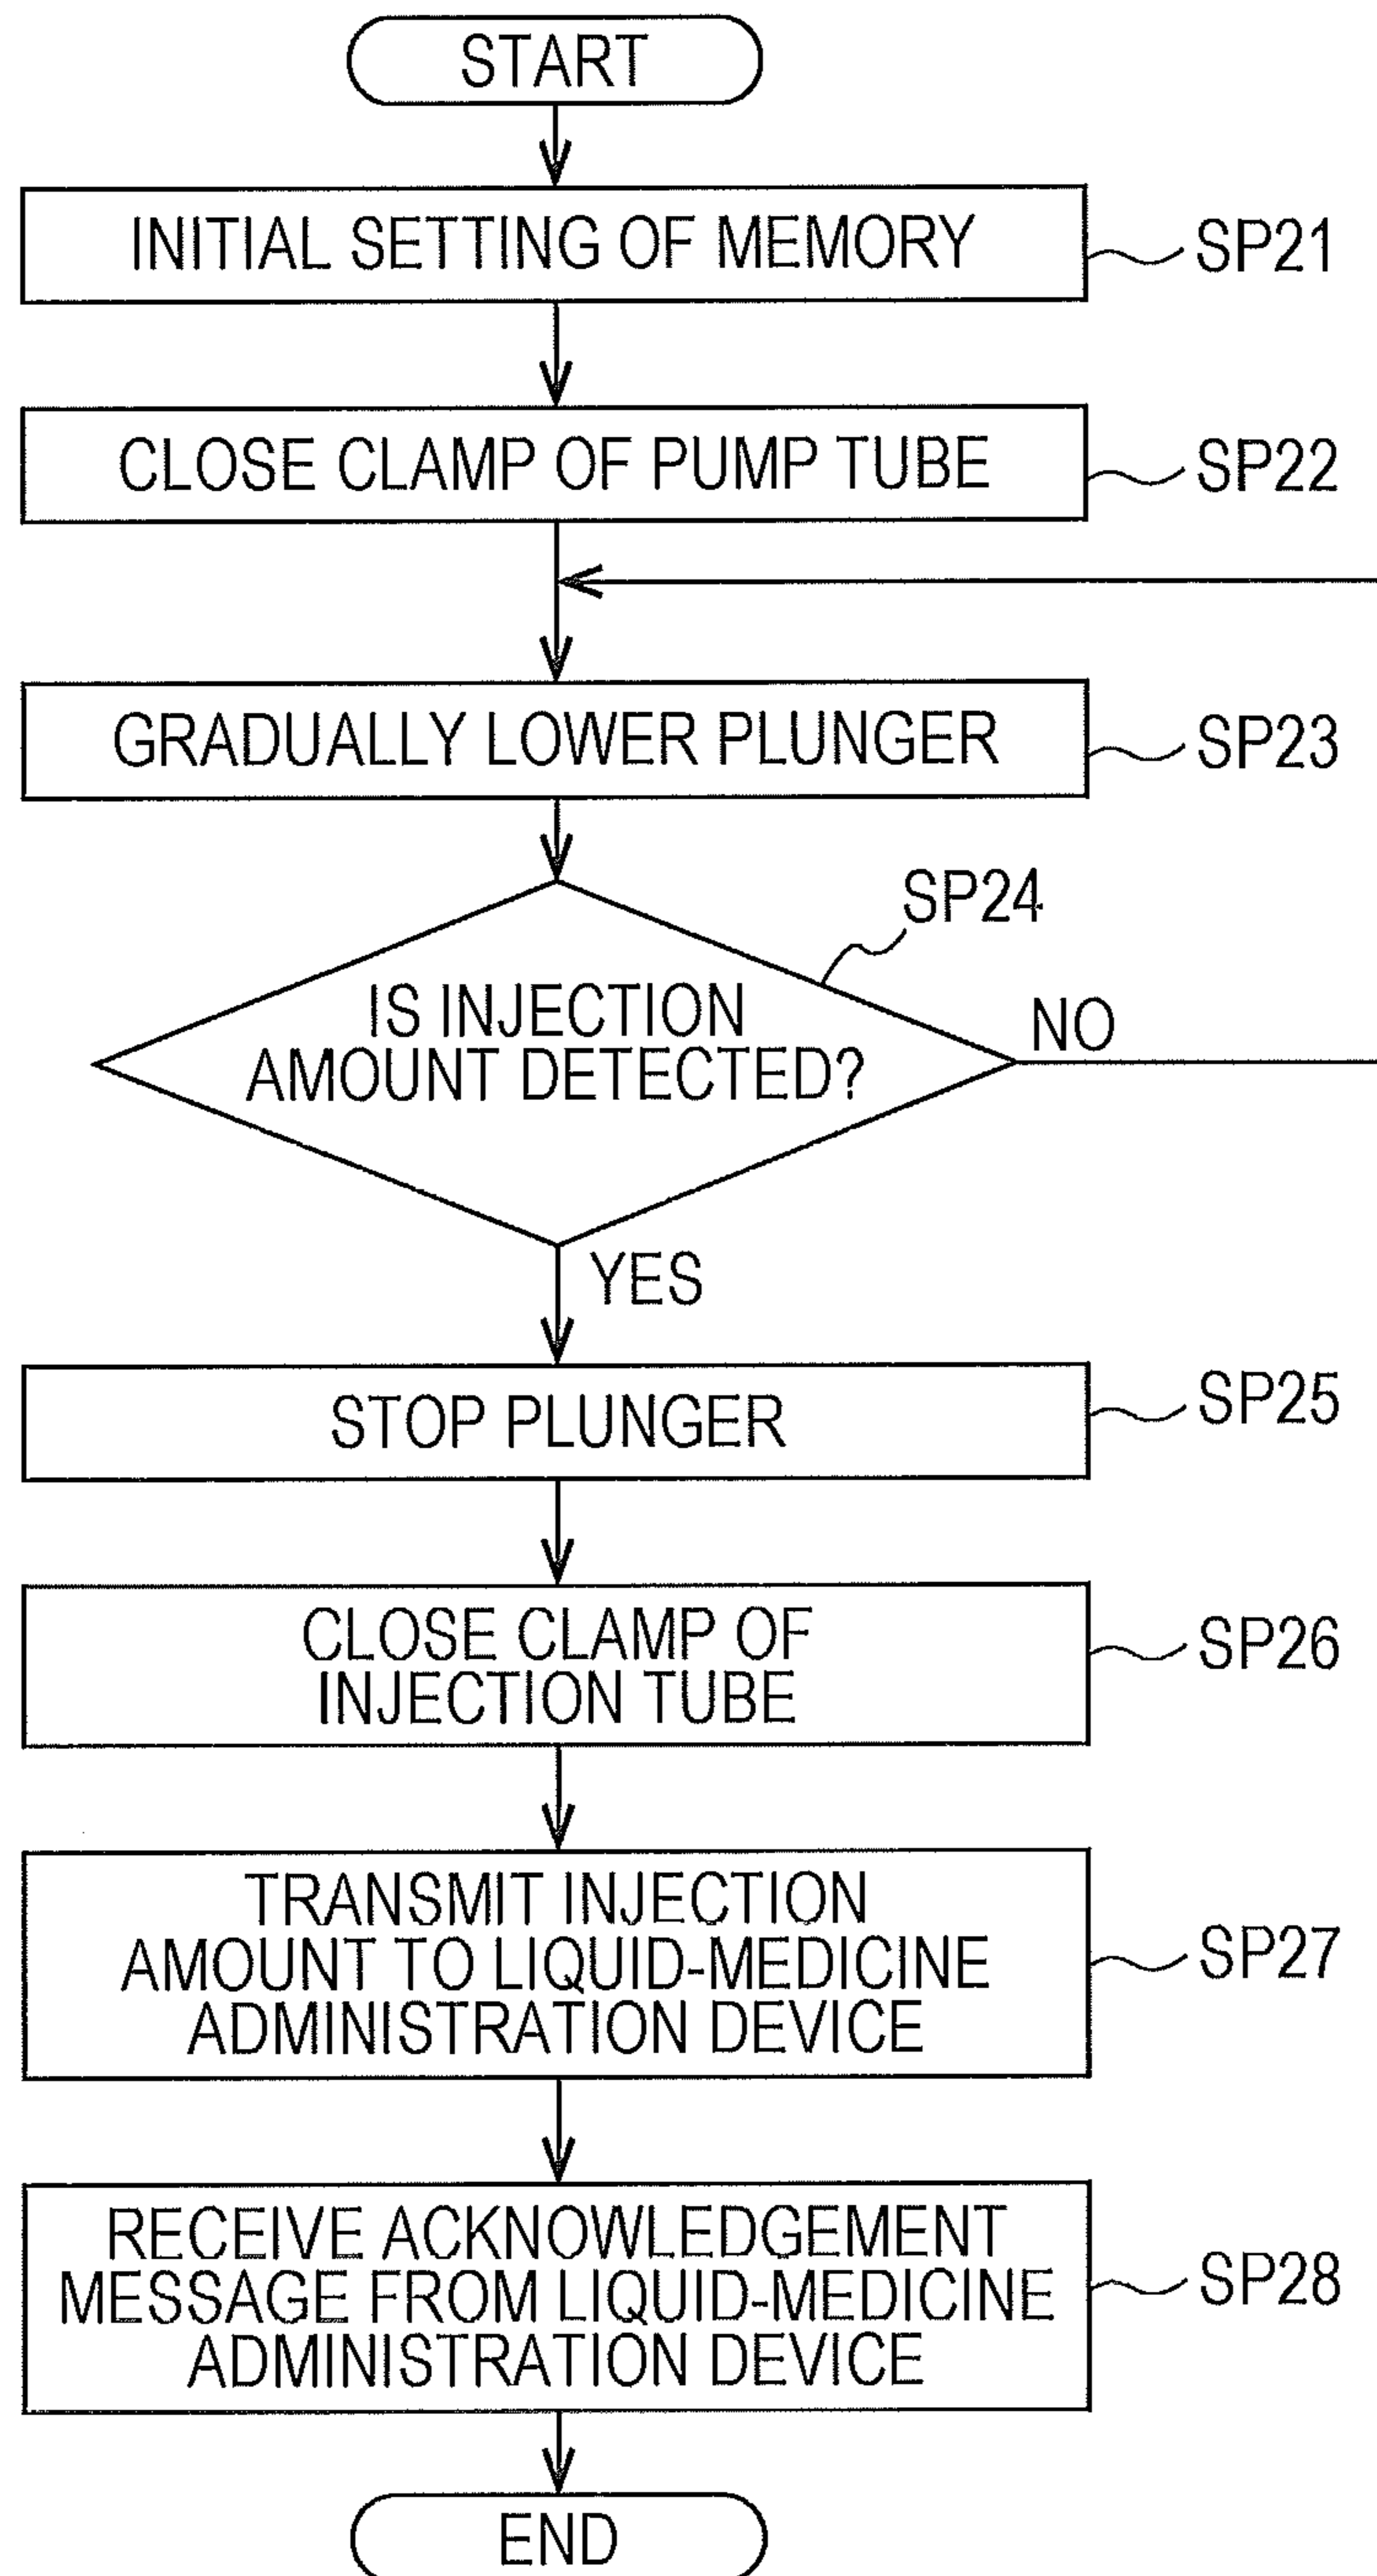 START
INITIAL SETTING OF MEMORY
SP21
CLOSE CLAMP OF PUMP TUBE
SP22
GRADUALLY LOWER PLUNGER
SP23
SP24
IS INJECTION
AMOUNT DETECTED?
NO
YES
STOP PLUNGER
SP25
CLOSE CLAMP OF
INJECTION TUBE
SP26
TRANSMIT INJECTION
AMOUNT TO LIQUID-MEDICINE
ADMINISTRATION DEVICE
SP27
RECEIVE ACKNOWLEDGEMENT
MESSAGE FROM LIQUID-MEDICINE
ADMINISTRATION DEVICE
SP28
END